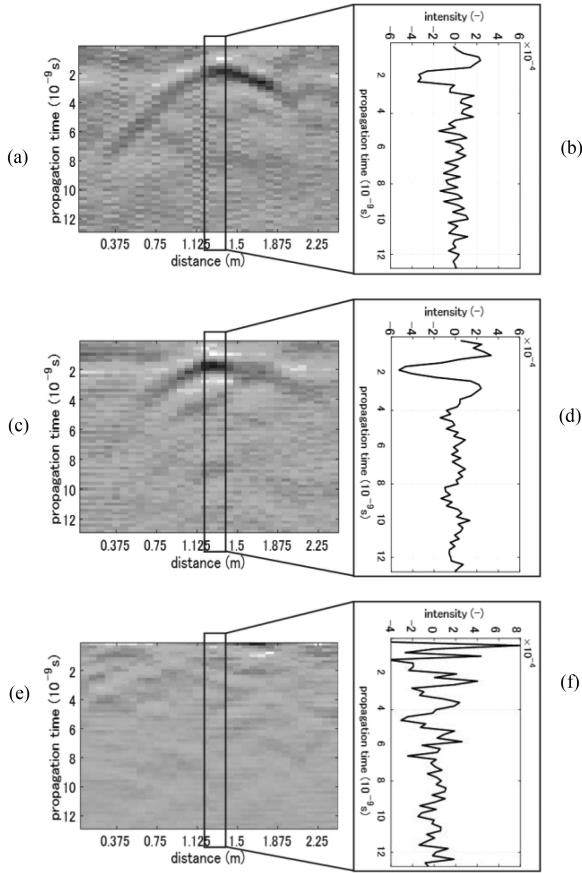 (a)
propagation time (10⁻⁹s)
2
4
6
8
10
12
0.375 0.75 1.125 1.5 1.875 2.25
distance (m)
(b)
intensity (-)
-6 -4 -2 0 2 4 6
×10⁻⁴
propagation time (10⁻⁹s)
2
4
6
8
10
12
(c)
propagation time (10⁻⁹s)
2
4
6
8
10
12
0.375 0.75 1.125 1.5 1.875 2.25
distance (m)
(d)
intensity (-)
-6 -4 -2 0 2 4 6
×10⁻⁴
propagation time (10⁻⁹s)
2
4
6
8
10
12
(e)
propagation time (10⁻⁹s)
2
4
6
8
10
12
0.375 0.75 1.125 1.5 1.875 2.25
distance (m)
(f)
intensity (-)
-4 -2 0 2 4 6 8
×10⁻⁴
propagation time (10⁻⁹s)
2
4
6
8
10
12